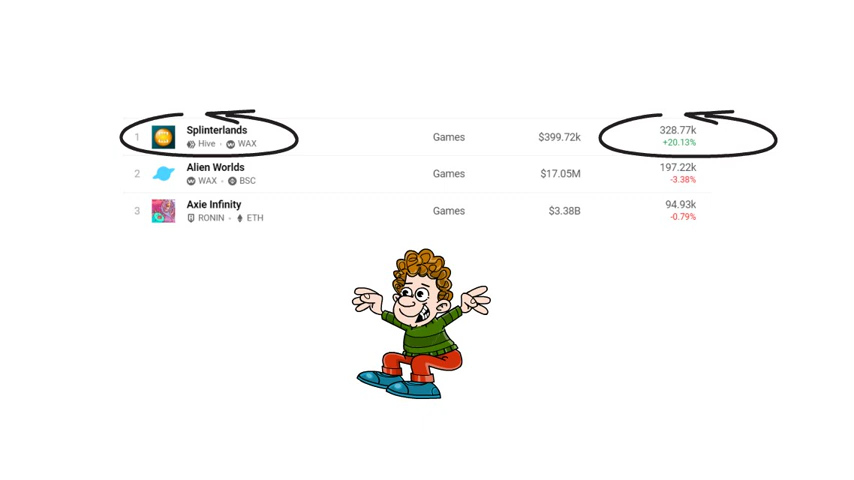 1 Splinterlands Games $399.72k 328.77k
Hive • WAX +20.13%
2 Alien Worlds Games $17.05M 197.22k
WAX • BSC -3.38%
3 Axie Infinity Games $3.38B 94.93k
RONIN • ETH -0.79%